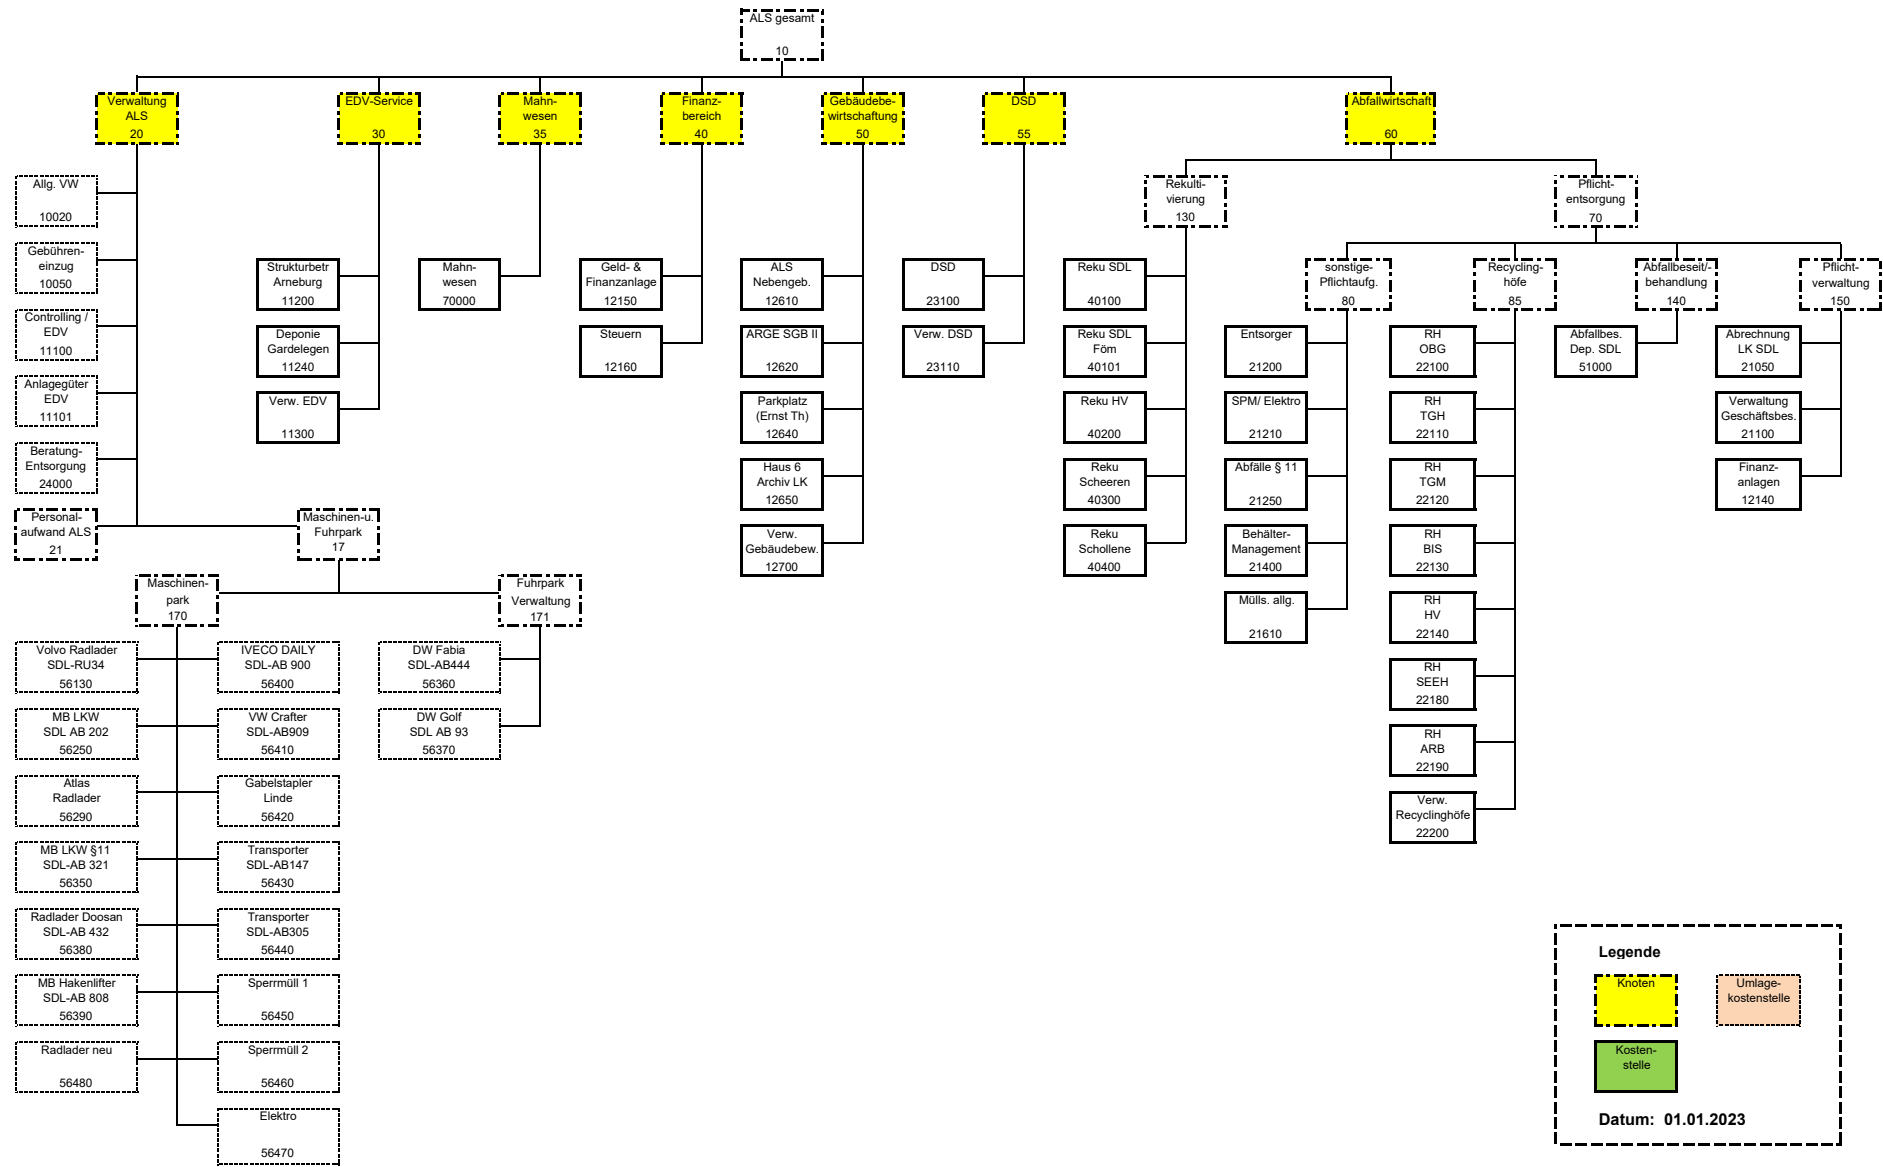 ALS gesamt
10
Verwaltung
ALS
20
EDV-Service
30
Mahn-
wesen
35
Finanz-
bereich
40
Gebäudebe-
wirtschaftung
50
DSD
55
Abfallwirtschaft
60
Allg. VW
10020
Gebühren-
einzug
10050
Controlling /
EDV
11100
Anlagegüter
EDV
11101
Beratung-
Entsorgung
24000
Personal-
aufwand ALS
21
Maschinen-u.
Fuhrpark
17
Maschinen-
park
170
Fuhrpark
Verwaltung
171
Volvo Radlader
SDL-RU34
56130
MB LKW
SDL AB 202
56250
Atlas
Radlader
56290
MB LKW §11
SDL-AB 321
56350
Radlader Doosan
SDL-AB 432
56380
MB Hakenlifter
SDL-AB 808
56390
Radlader neu
56480
IVECO DAILY
SDL-AB 900
56400
VW Crafter
SDL-AB909
56410
Gabelstapler
Linde
56420
Transporter
SDL-AB147
56430
Transporter
SDL-AB305
56440
Sperrmüll 1
56450
Sperrmüll 2
56460
Elektro
56470
DW Fabia
SDL-AB444
56360
DW Golf
SDL AB 93
56370
Strukturbetr
Arneburg
11200
Deponie
Gardelegen
11240
Verw. EDV
11300
Mahn-
wesen
70000
Geld- &
Finanzanlage
12150
Steuern
12160
ALS
Nebengeb.
12610
ARGE SGB II
12620
Parkplatz
(Ernst Th)
12640
Haus 6
Archiv LK
12650
Verw.
Gebäudebew.
12700
DSD
23100
Verw. DSD
23110
Rekulti-
vierung
130
Reku SDL
40100
Reku SDL
Föm
40101
Reku HV
40200
Reku
Scheeren
40300
Reku
Schollene
40400
Pflicht-
entsorgung
70
sonstige-
Pflichtaufg.
80
Entsorger
21200
SPM/ Elektro
21210
Abfälle § 11
21250
Behälter-
Management
21400
Mülls. allg.
21610
Recycling-
höfe
85
RH
OBG
22100
RH
TGH
22110
RH
TGM
22120
RH
BIS
22130
RH
HV
22140
RH
SEEH
22180
RH
ARB
22190
Verw.
Recyclinghöfe
22200
Abfallbeseit/-
behandlung
140
Abfallbes.
Dep. SDL
51000
Pflicht-
verwaltung
150
Abrechnung
LK SDL
21050
Verwaltung
Geschäftsbes.
21100
Finanz-
anlagen
12140
Legende
Knoten
Umlage-
kostenstelle
Kosten-
stelle
Datum: 01.01.2023